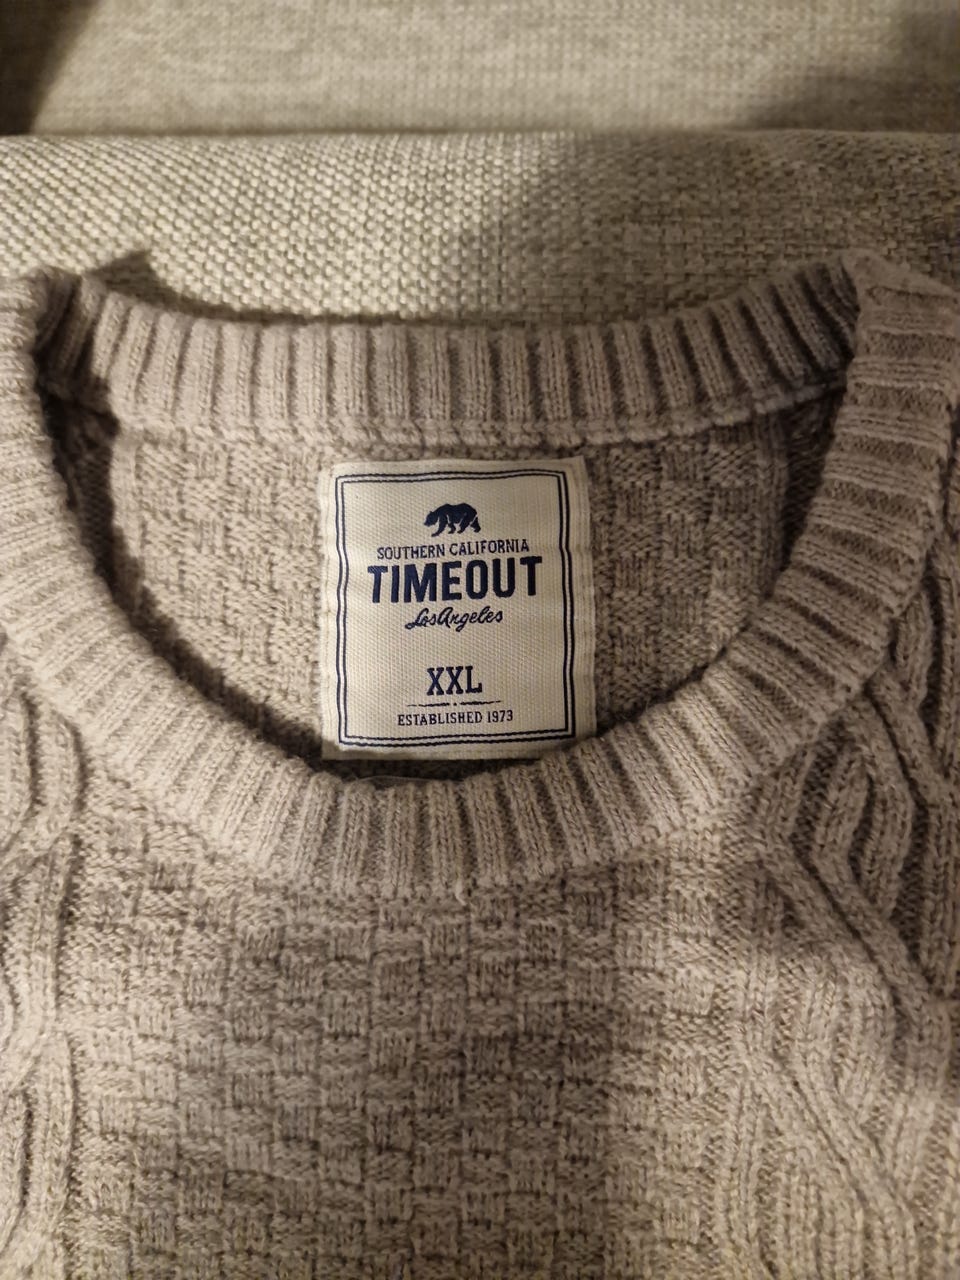 SOUTHERN CALIFORNIA
TIMEOUT
Los Angeles
XXL
ESTABLISHED 1973